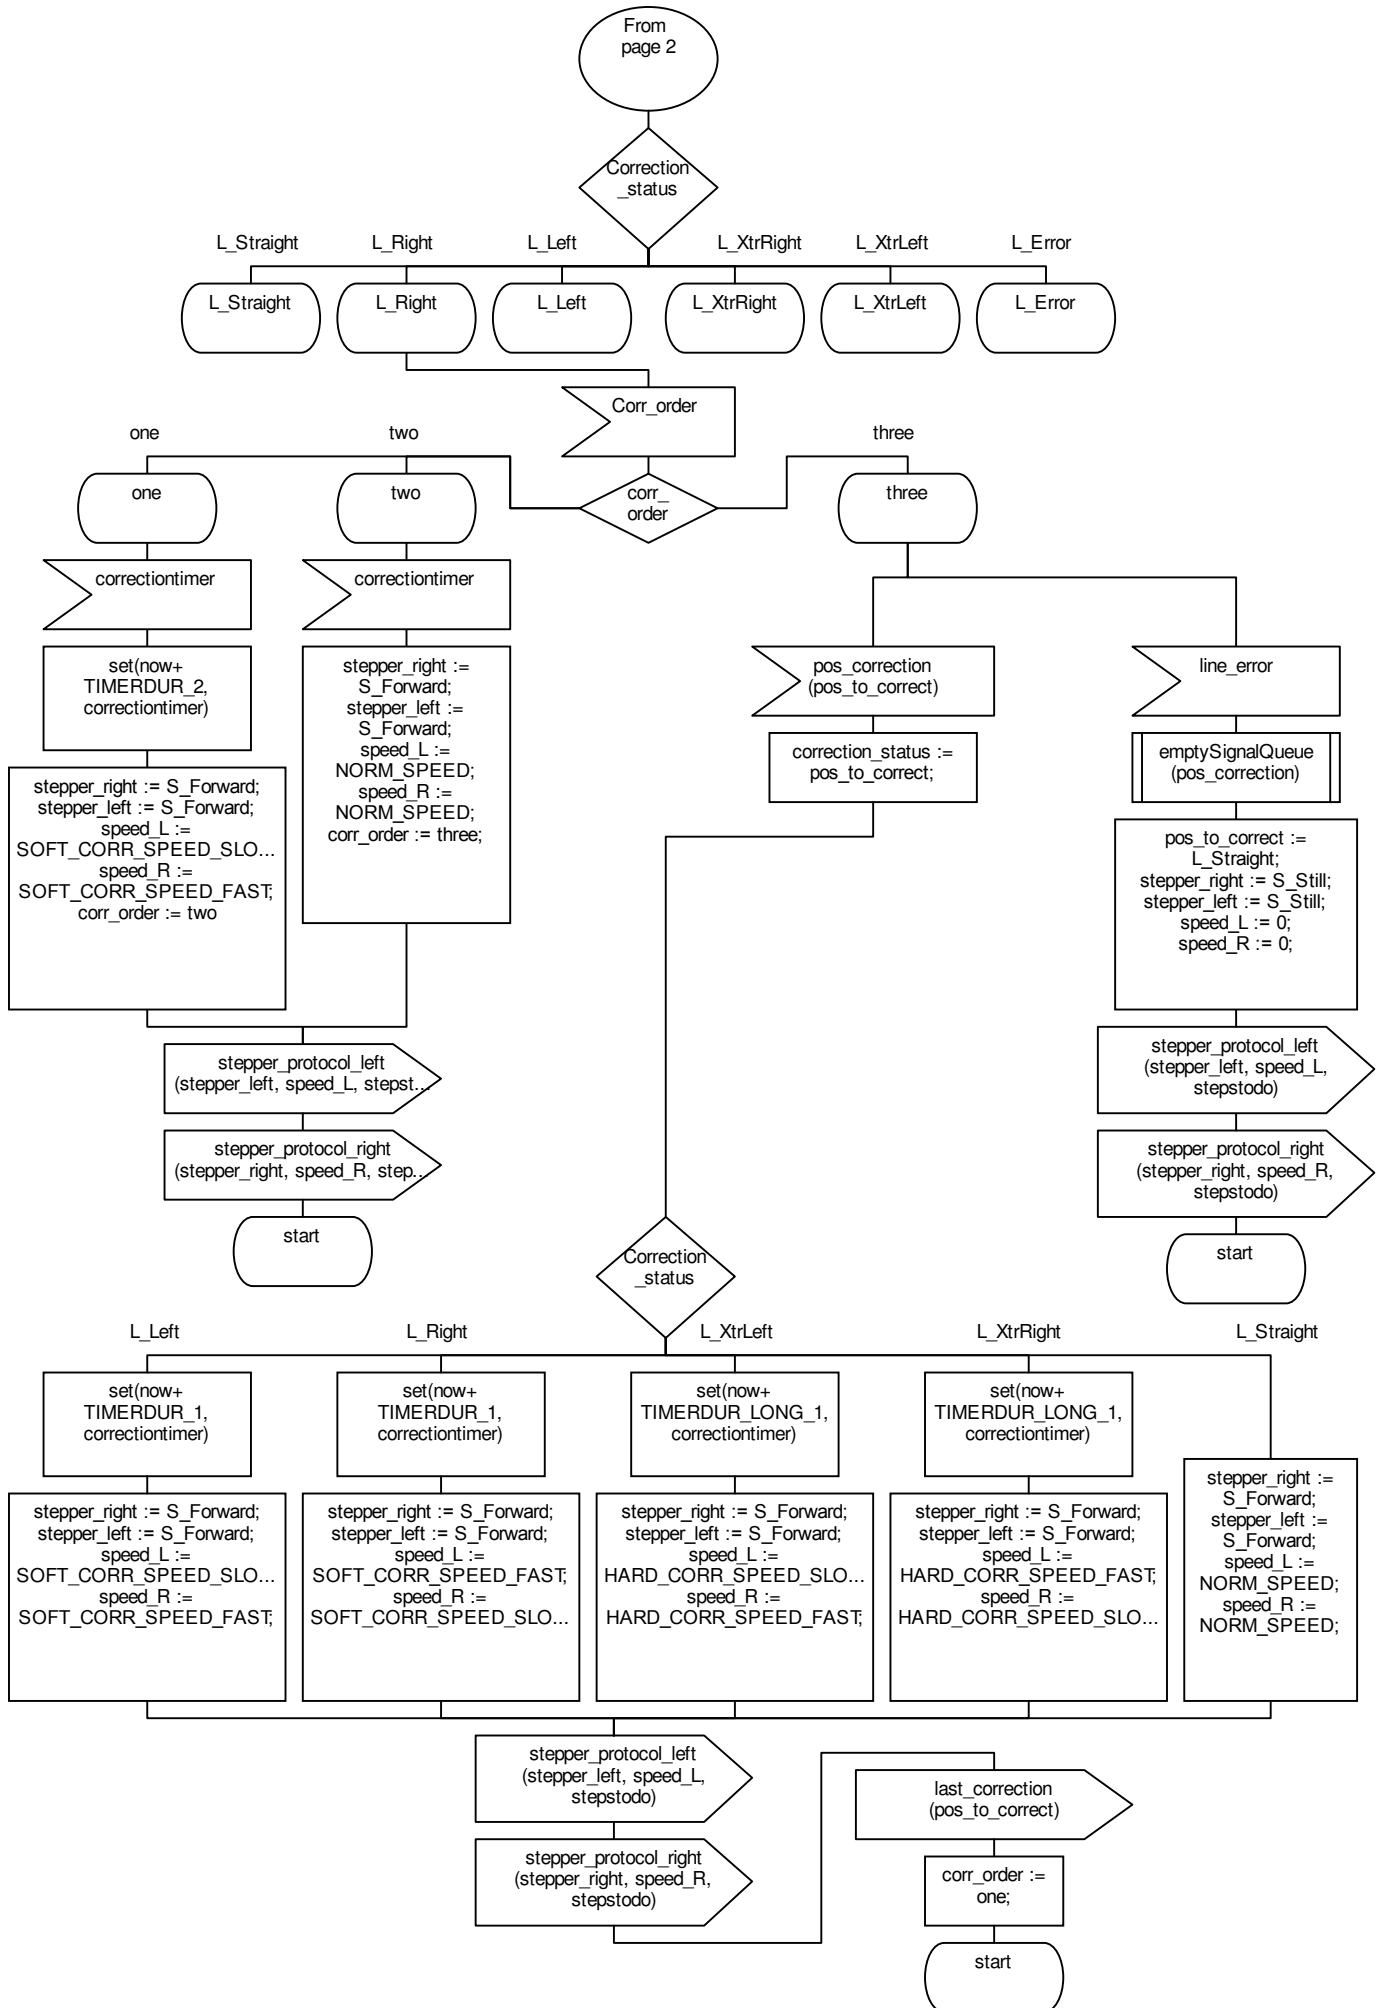 From
page 2
Correction
_status
L_Straight
L_Right
L_Left
L_XtrRight
L_XtrLeft
L_Error
L_Straight
L_Right
L_Left
L_XtrRight
L_XtrLeft
L_Error
Corr_order
one
two
three
one
two
corr_
order
three
correctiontimer
correctiontimer
set(now+
TIMERDUR_2,
correctiontimer)
stepper_right :=
S_Forward;
stepper_left :=
S_Forward;
speed_L :=
NORM_SPEED;
speed_R :=
NORM_SPEED;
corr_order := three;
pos_correction
(pos_to_correct)
line_error
correction_status :=
pos_to_correct;
emptySignalQueue
(pos_correction)
stepper_right := S_Forward;
stepper_left := S_Forward;
speed_L :=
SOFT_CORR_SPEED_SLO...
speed_R :=
SOFT_CORR_SPEED_FAST;
corr_order := two
pos_to_correct :=
L_Straight;
stepper_right := S_Still;
stepper_left := S_Still;
speed_L := 0;
speed_R := 0;
stepper_protocol_left
(stepper_left, speed_L, stepst...
stepper_protocol_right
(stepper_right, speed_R, step...
start
stepper_protocol_left
(stepper_left, speed_L,
stepstodo)
stepper_protocol_right
(stepper_right, speed_R,
stepstodo)
start
Correction
_status
L_Left
L_Right
L_XtrLeft
L_XtrRight
L_Straight
set(now+
TIMERDUR_1,
correctiontimer)
set(now+
TIMERDUR_1,
correctiontimer)
set(now+
TIMERDUR_LONG_1,
correctiontimer)
set(now+
TIMERDUR_LONG_1,
correctiontimer)
stepper_right := S_Forward;
stepper_left := S_Forward;
speed_L :=
SOFT_CORR_SPEED_SLO...
speed_R :=
SOFT_CORR_SPEED_FAST;
stepper_right := S_Forward;
stepper_left := S_Forward;
speed_L :=
SOFT_CORR_SPEED_FAST;
speed_R :=
SOFT_CORR_SPEED_SLO...
stepper_right := S_Forward;
stepper_left := S_Forward;
speed_L :=
HARD_CORR_SPEED_SLO...
speed_R :=
HARD_CORR_SPEED_FAST;
stepper_right := S_Forward;
stepper_left := S_Forward;
speed_L :=
HARD_CORR_SPEED_FAST;
speed_R :=
HARD_CORR_SPEED_SLO...
stepper_right :=
S_Forward;
stepper_left :=
S_Forward;
speed_L :=
NORM_SPEED;
speed_R :=
NORM_SPEED;
stepper_protocol_left
(stepper_left, speed_L,
stepstodo)
stepper_protocol_right
(stepper_right, speed_R,
stepstodo)
last_correction
(pos_to_correct)
corr_order :=
one;
start